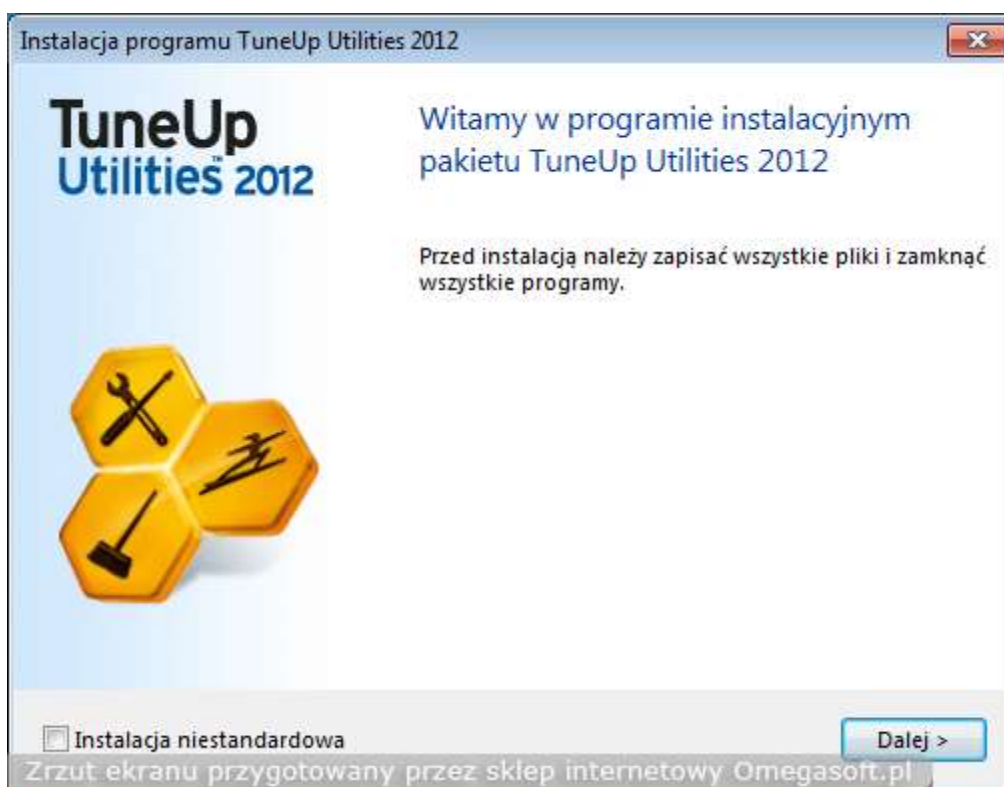 Instalacja programu TuneUp Utilities 2012
TuneUp
Utilities™ 2012
Witamy w programie instalacyjnym
pakietu TuneUp Utilities 2012
Przed instalacją należy zapisać wszystkie pliki i zamknąć
wszystkie programy.
Instalacja niestandardowa
Dalej >
Zrzut ekranu przygotowany przez sklep internetowy Omegasoft.pl